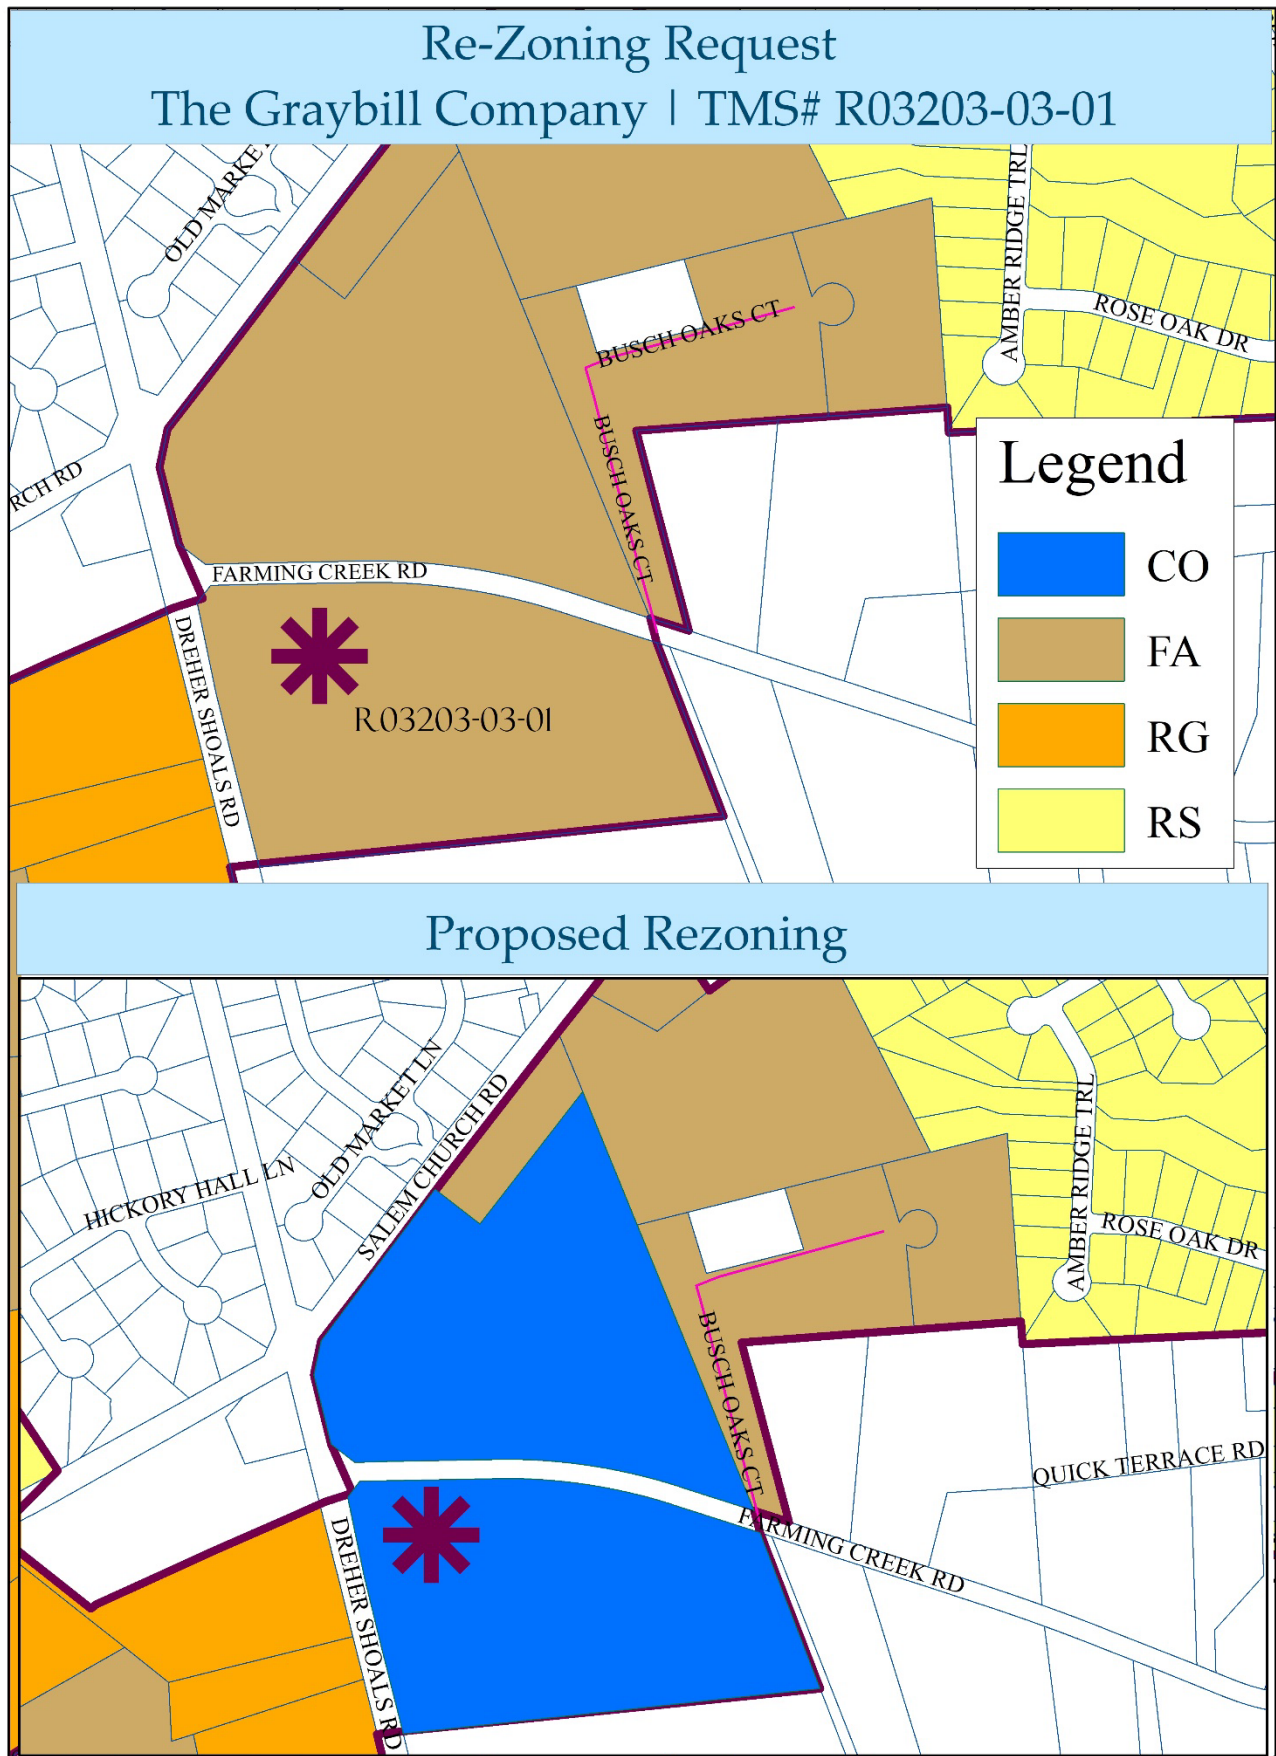 Re-Zoning Request
The Graybill Company | TMS# R03203-03-01
OLD MARKE
AMBER RIDGE TRL
ROSE OAK DR
BUSCH OAKS CT
BUSCH OAKS CT
RCH RD
FARMING CREEK RD
DREHER SHOALS RD
R03203-03-01
Legend
CO
FA
RG
RS
Proposed Rezoning
OLD MARKET LN
SALEM CHURCH RD
HICKORY HALL LN
AMBER RIDGE TRL
ROSE OAK DR
BUSCH OAKS CT
QUICK TERRACE RD
FARMING CREEK RD
DREHER SHOALS RD